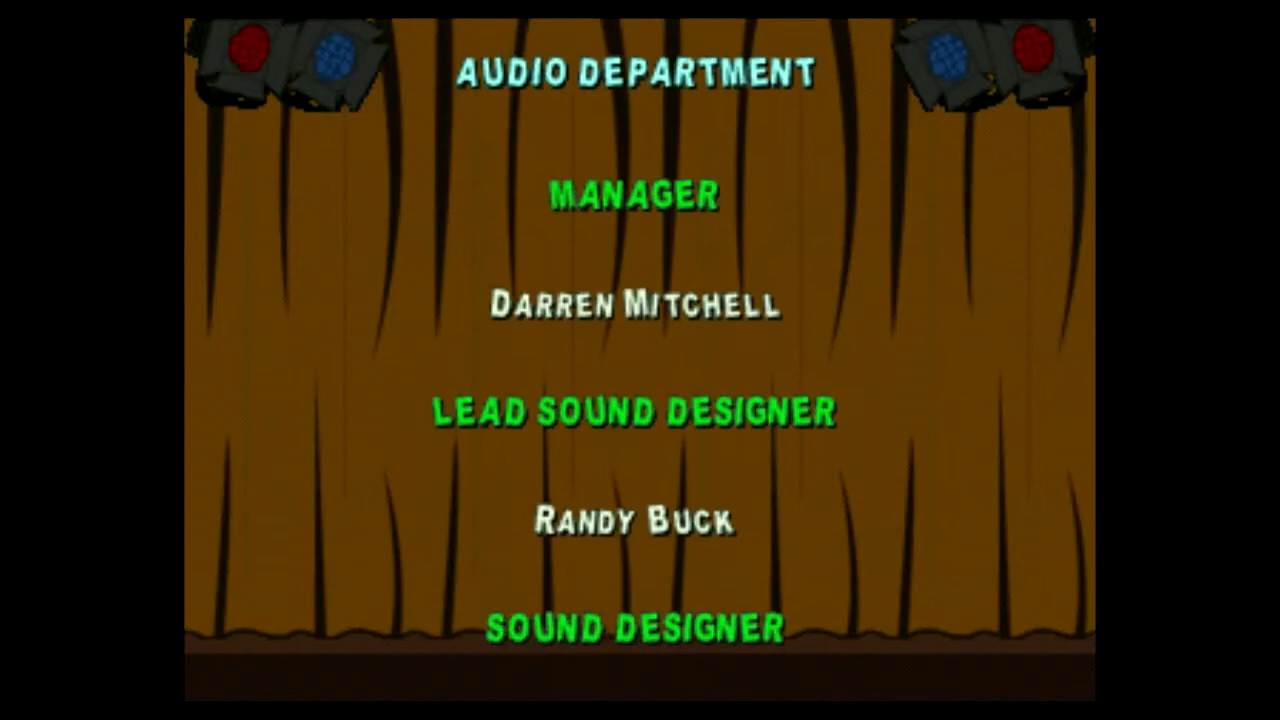 AUDIO DEPARTMENT
MANAGER
DARREN MITCHELL
LEAD SOUND DESIGNER
RANDY BUCK
SOUND DESIGNER